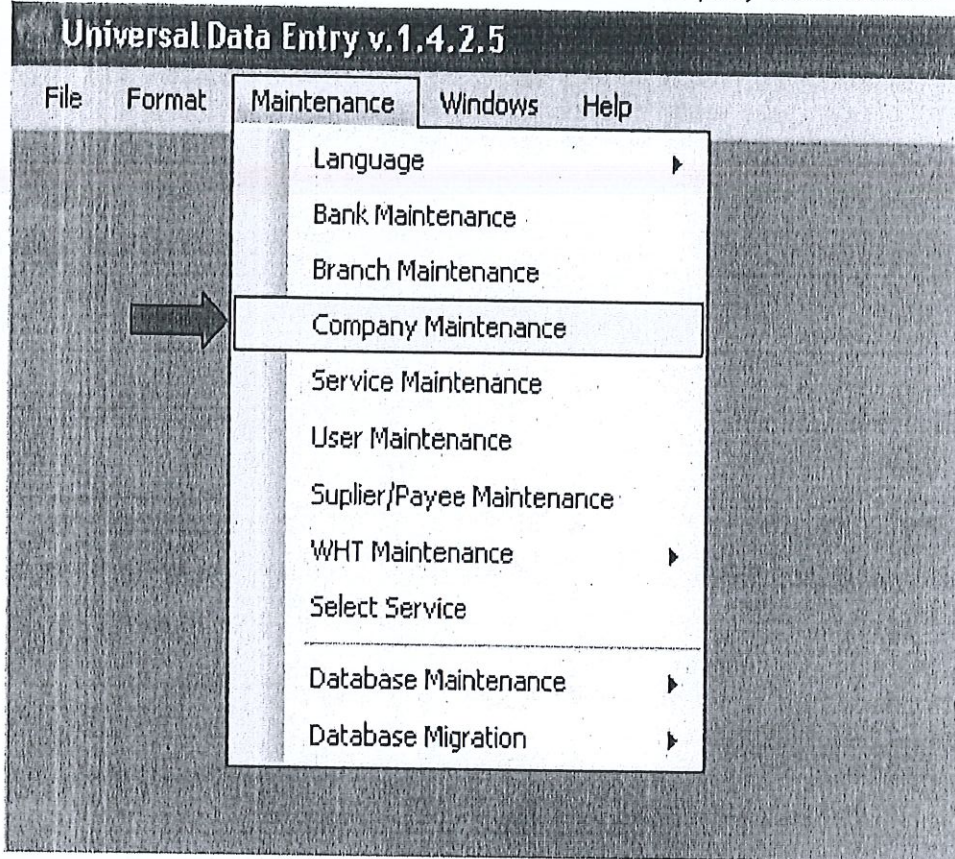 Universal Data Entry v.1.4.2.5
File Format Maintenance Windows Help
Language
Bank Maintenance
Branch Maintenance
Company Maintenance
Service Maintenance
User Maintenance
Suplier/Payee Maintenance
WHT Maintenance
Select Service
Database Maintenance
Database Migration